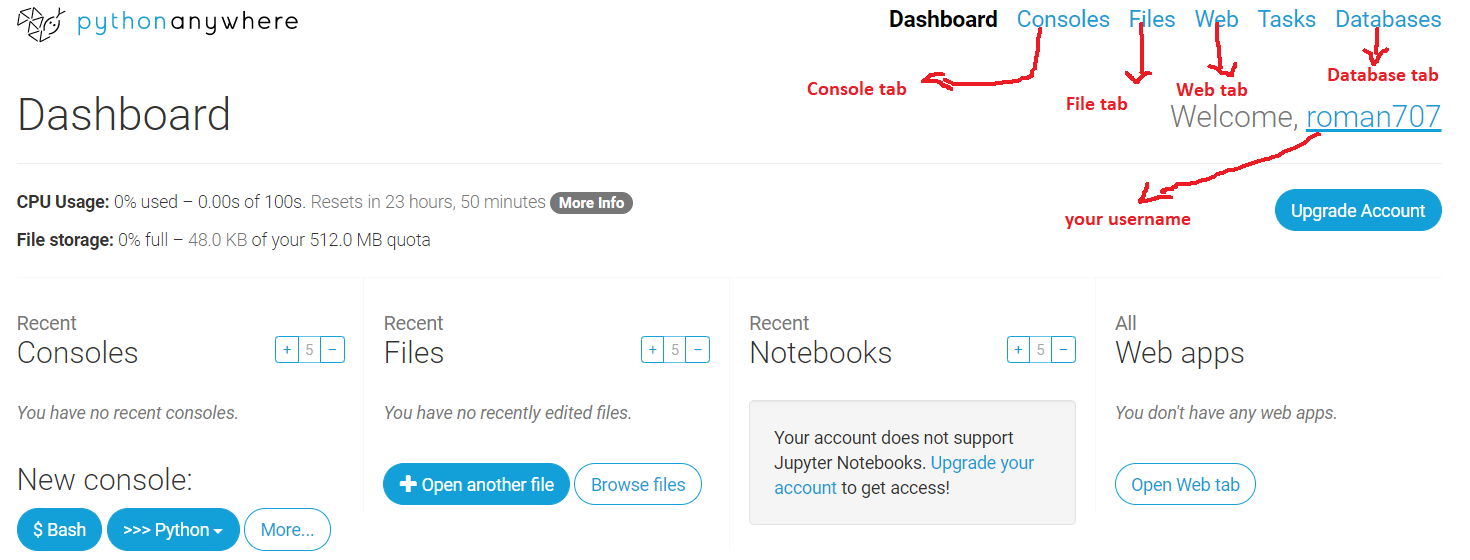 pythonanywhere
Dashboard Consoles Files Web Tasks Databases
Console tab
File tab
Web tab
Database tab
Dashboard
Welcome, roman707
CPU Usage: 0% used – 0.00s of 100s. Resets in 23 hours, 50 minutes More Info
your username
Upgrade Account
File storage: 0% full – 48.0 KB of your 512.0 MB quota
Recent
Consoles
+ 5 −
You have no recent consoles.
New console:
$ Bash >>> Python More...
Recent
Files
+ 5 −
You have no recently edited files.
+ Open another file Browse files
Recent
Notebooks
+ 5 −
Your account does not support
Jupyter Notebooks. Upgrade your
account to get access!
All
Web apps
You don't have any web apps.
Open Web tab